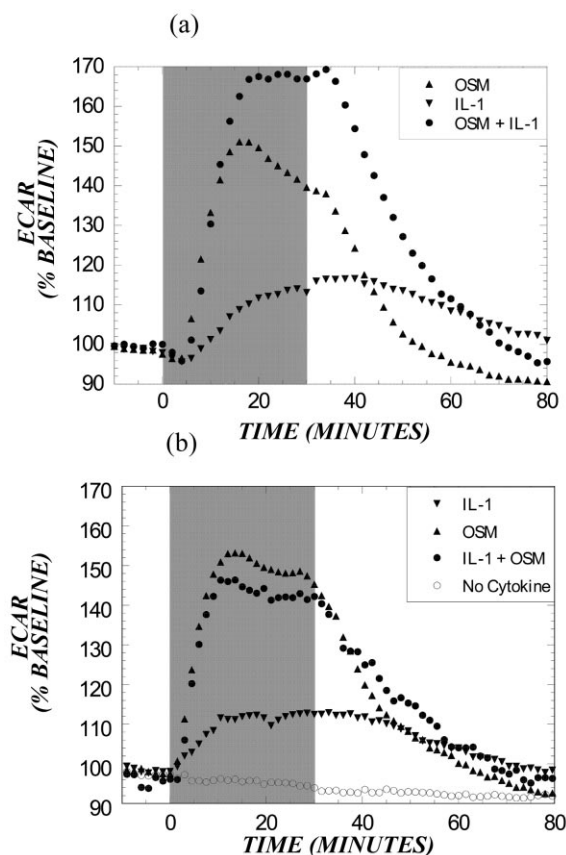 (a)
170
160
150
140
130
120
110
100
90
ECAR
(% BASELINE)
▲ OSM
▼ IL-1
● OSM + IL-1
0 20 40 60 80
TIME (MINUTES)
(b)
170
160
150
140
130
120
110
100
90
ECAR
(% BASELINE)
▼ IL-1
▲ OSM
● IL-1 + OSM
○ No Cytokine
0 20 40 60 80
TIME (MINUTES)